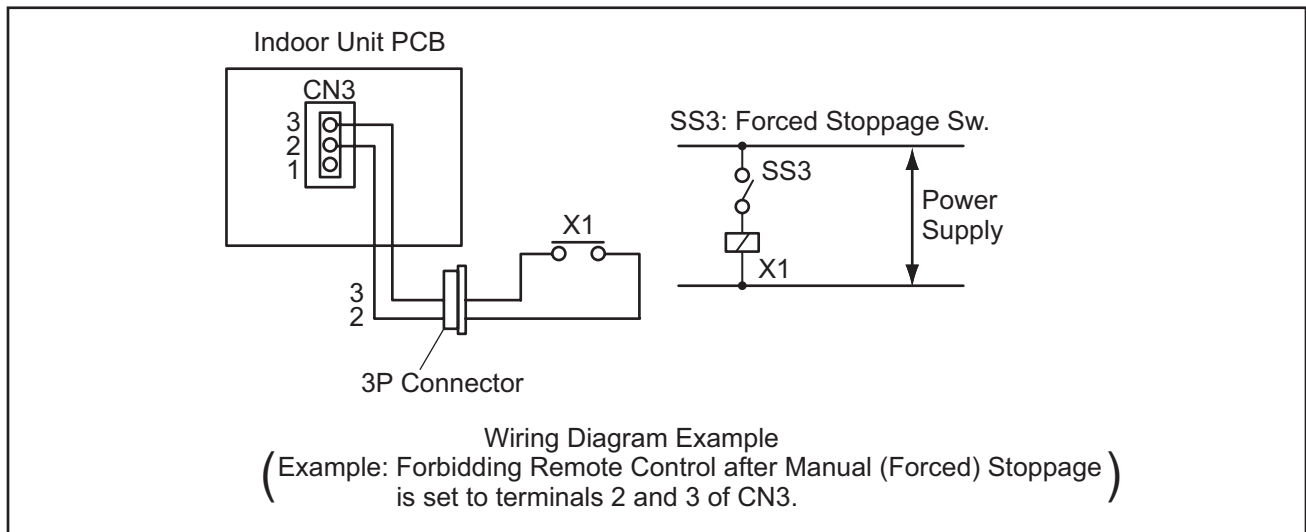 Indoor Unit PCB
CN3
3
2
1
3
2
3P Connector
X1
SS3: Forced Stoppage Sw.
SS3
X1
Power
Supply
Wiring Diagram Example
(Example: Forbidding Remote Control after Manual (Forced) Stoppage
is set to terminals 2 and 3 of CN3.)